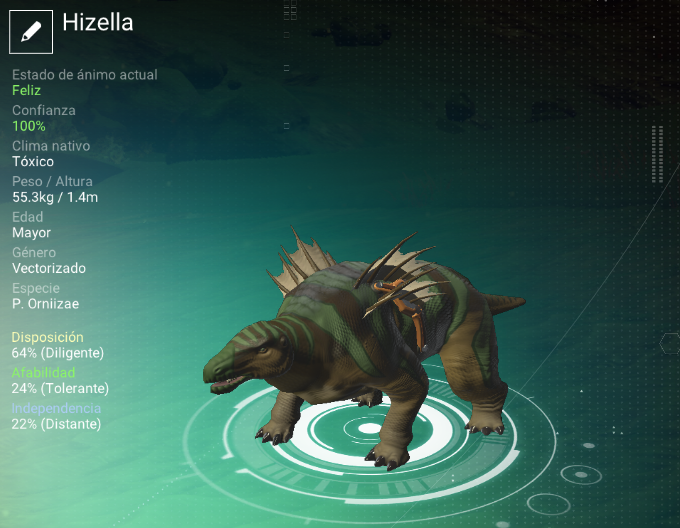 Hizella
Estado de ánimo actual
Feliz
Confianza
100%
Clima nativo
Tóxico
Peso / Altura
55.3kg / 1.4m
Edad
Mayor
Género
Vectorizado
Especie
P. Orniizae
Disposición
64% (Diligente)
Afabilidad
24% (Tolerante)
Independencia
22% (Distante)